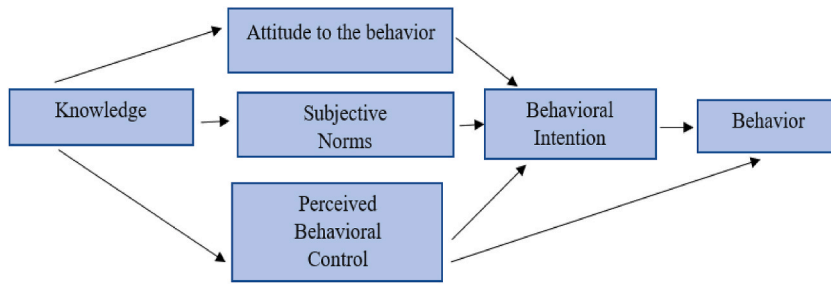 Attitude to the behavior
Knowledge
Subjective
Norms
Behavioral
Intention
Behavior
Perceived
Behavioral
Control